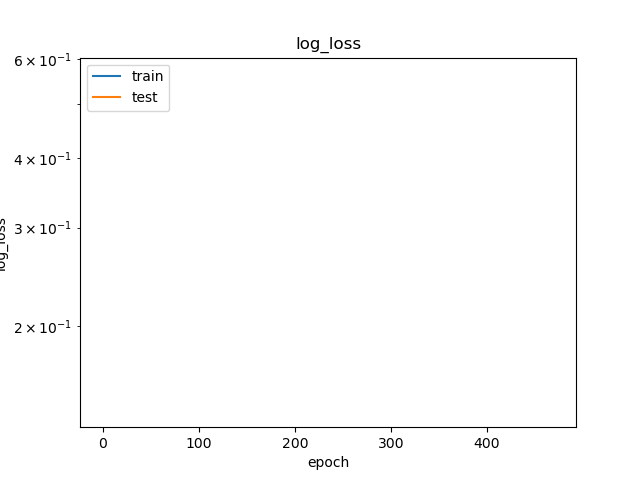 log_loss
train
test
6 × 10⁻¹
4 × 10⁻¹
3 × 10⁻¹
2 × 10⁻¹
log_loss
0 100 200 300 400
epoch